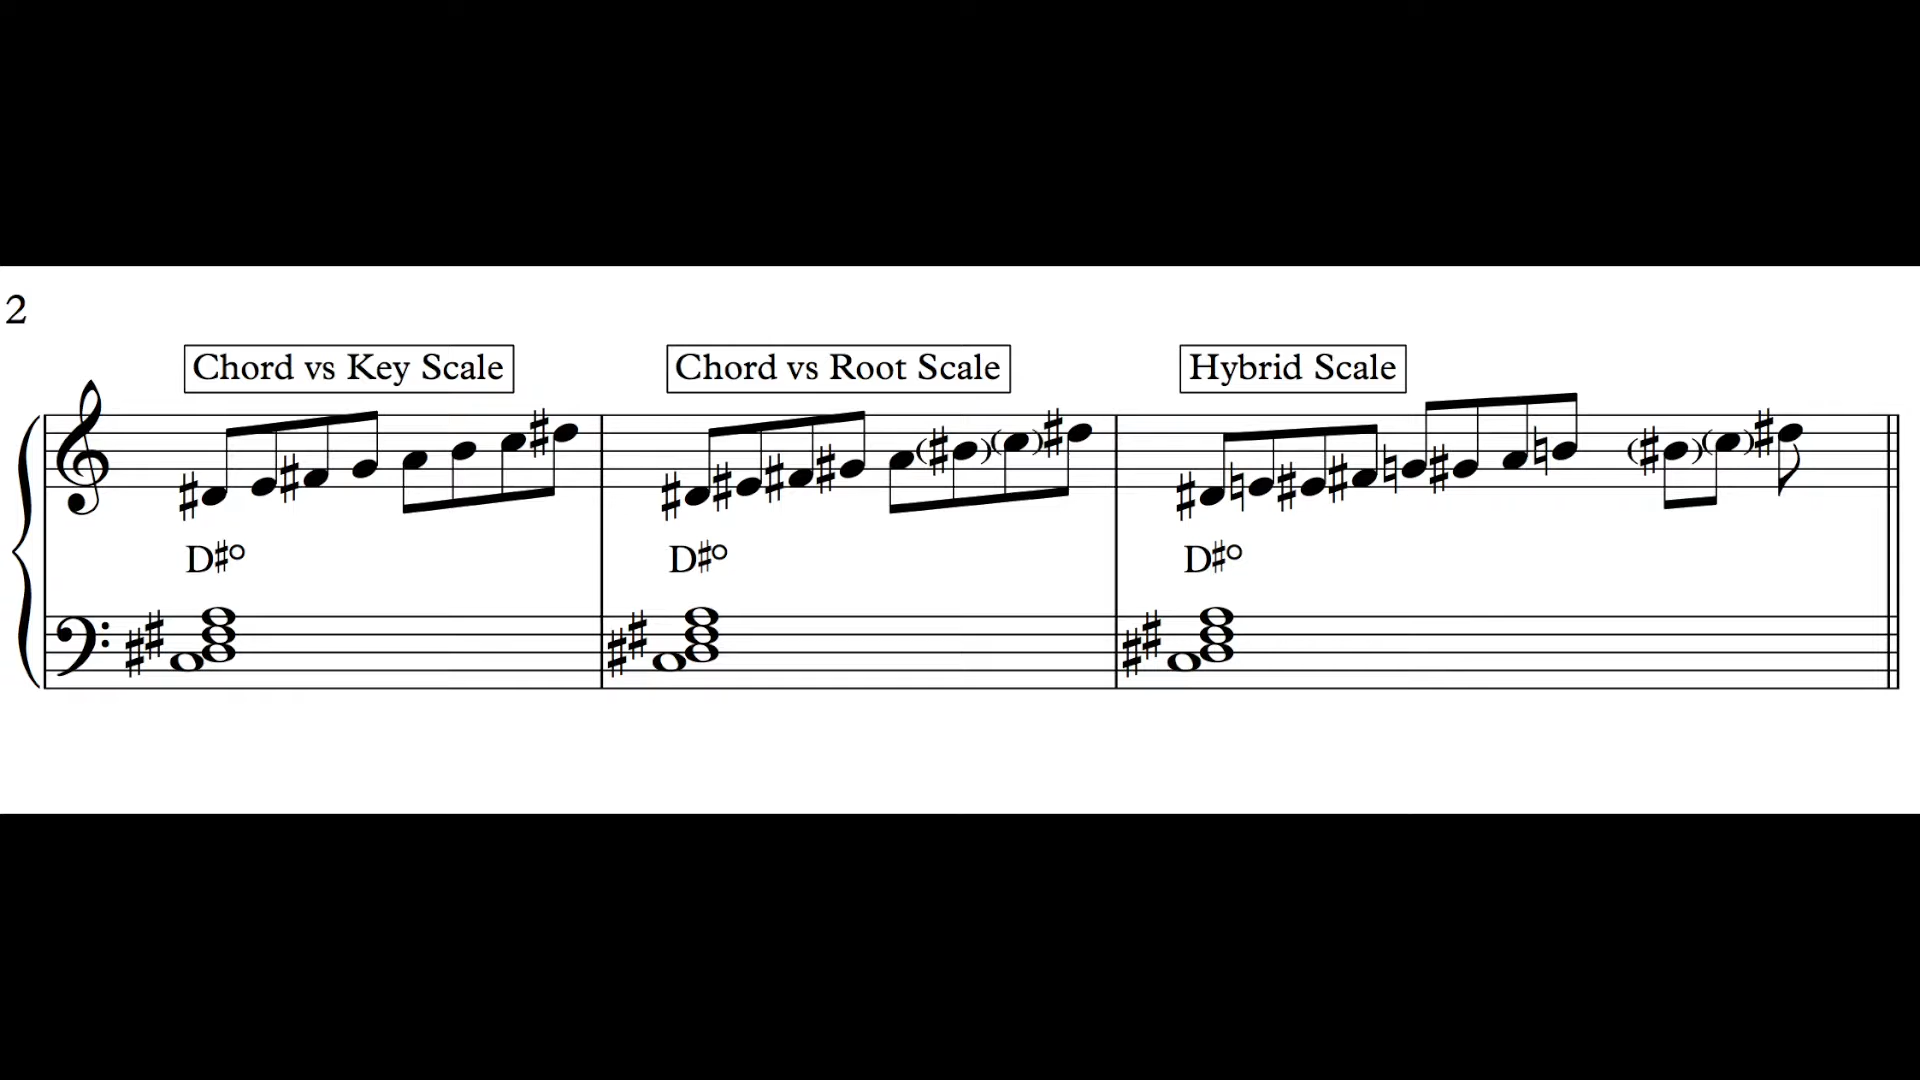 2
Chord vs Key Scale
Chord vs Root Scale
Hybrid Scale
D♯°
D♯°
D♯°